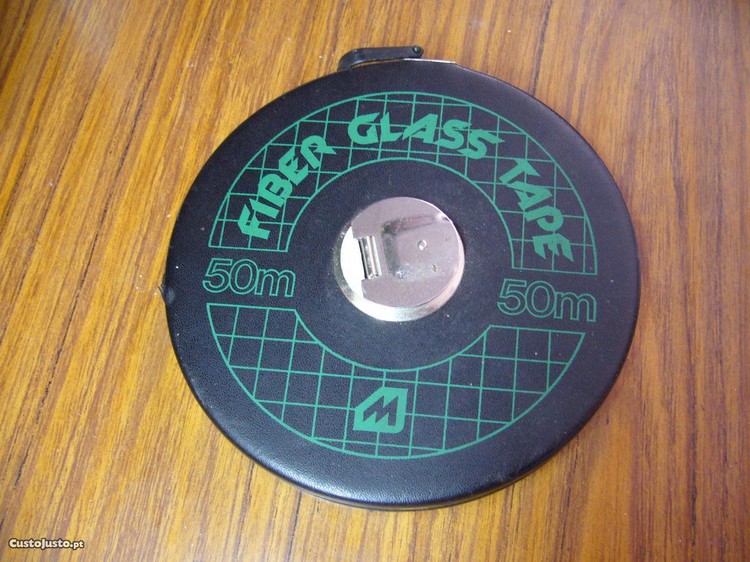 FIBER GLASS TAPE
50m 50m
M
CustoJusto.pt